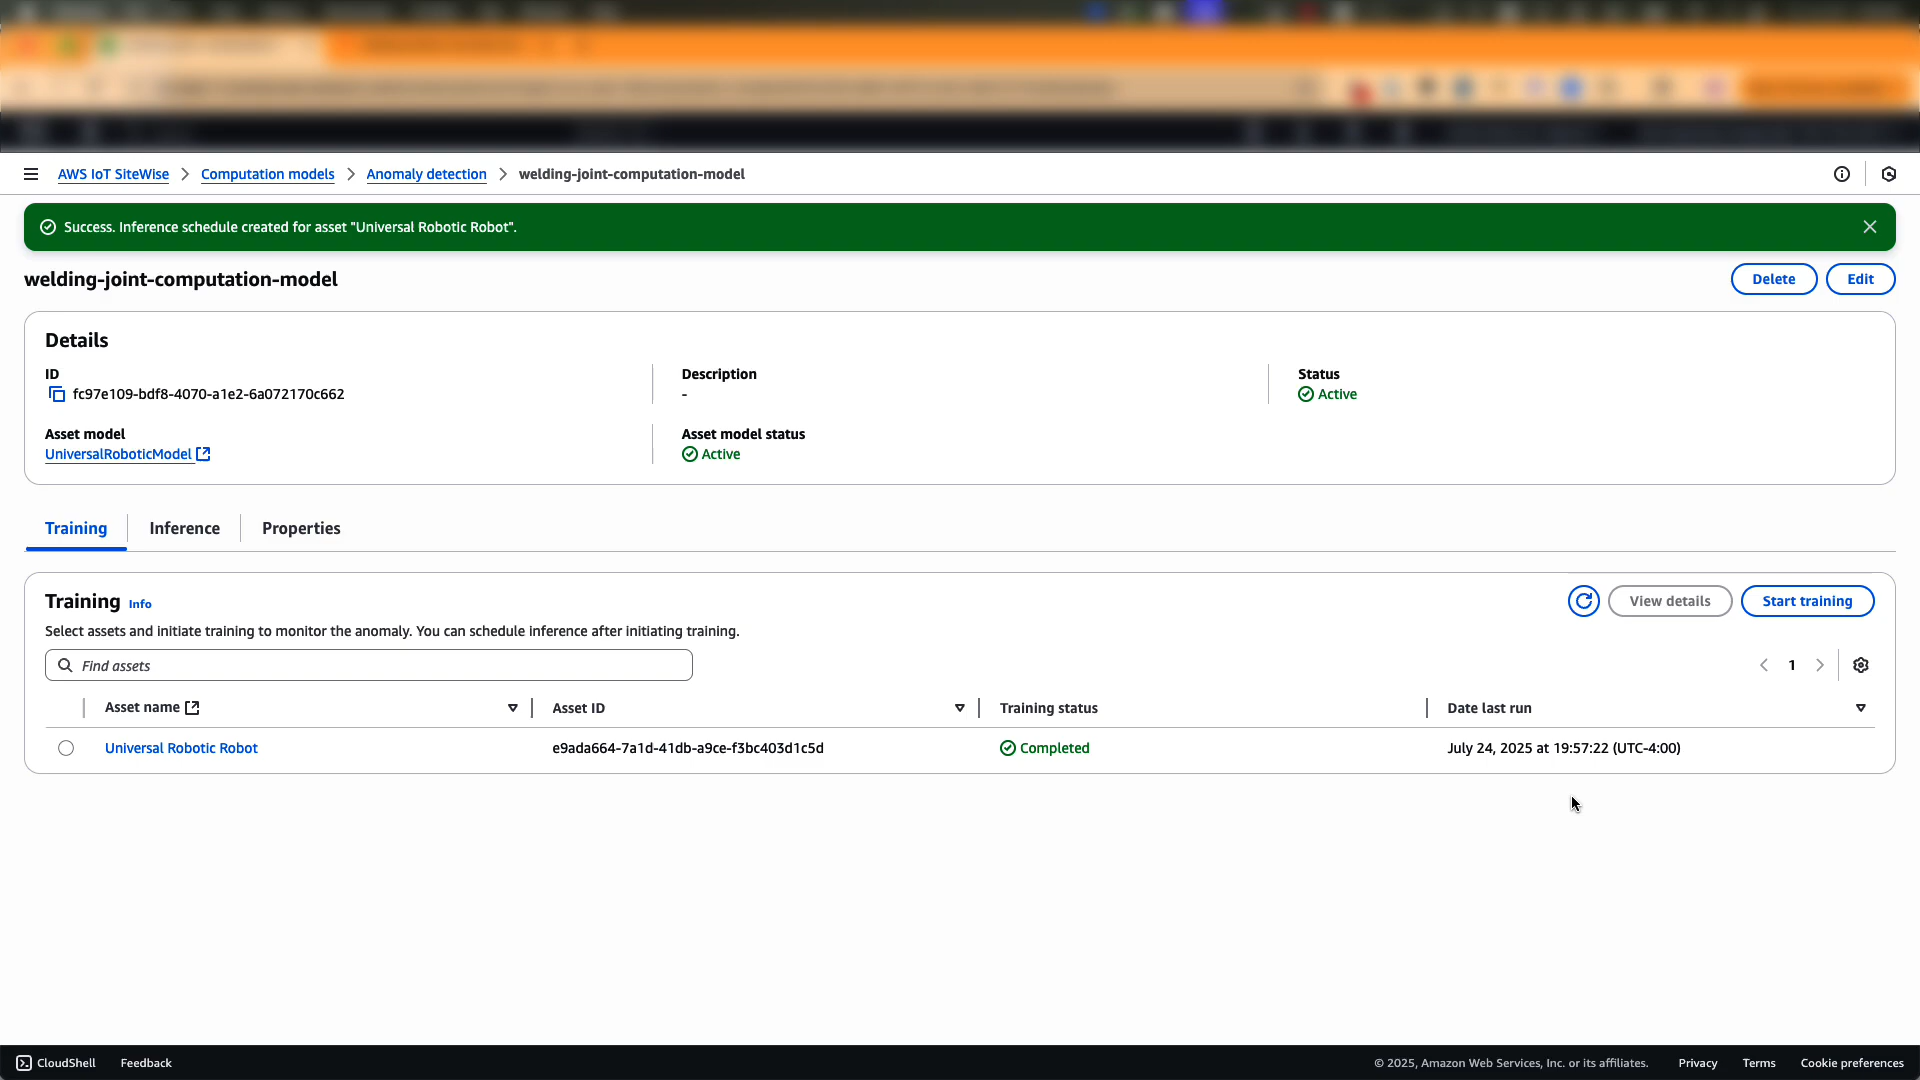 AWS IoT SiteWise > Computation models > Anomaly detection > welding-joint-computation-model
Success. Inference schedule created for asset "Universal Robotic Robot".
welding-joint-computation-model
Delete
Edit
Details
ID
Description
Status
fc97e109-bdf8-4070-a1e2-6a072170c662
-
Active
Asset model
Asset model status
UniversalRoboticModel
Active
Training
Inference
Properties
Training Info
View details
Start training
Select assets and initiate training to monitor the anomaly. You can schedule inference after initiating training.
Find assets
1
Asset name
Asset ID
Training status
Date last run
Universal Robotic Robot
e9ada664-7a1d-41db-a9ce-f3bc403d1c5d
Completed
July 24, 2025 at 19:57:22 (UTC-4:00)
CloudShell
Feedback
© 2025, Amazon Web Services, Inc. or its affiliates.
Privacy
Terms
Cookie preferences